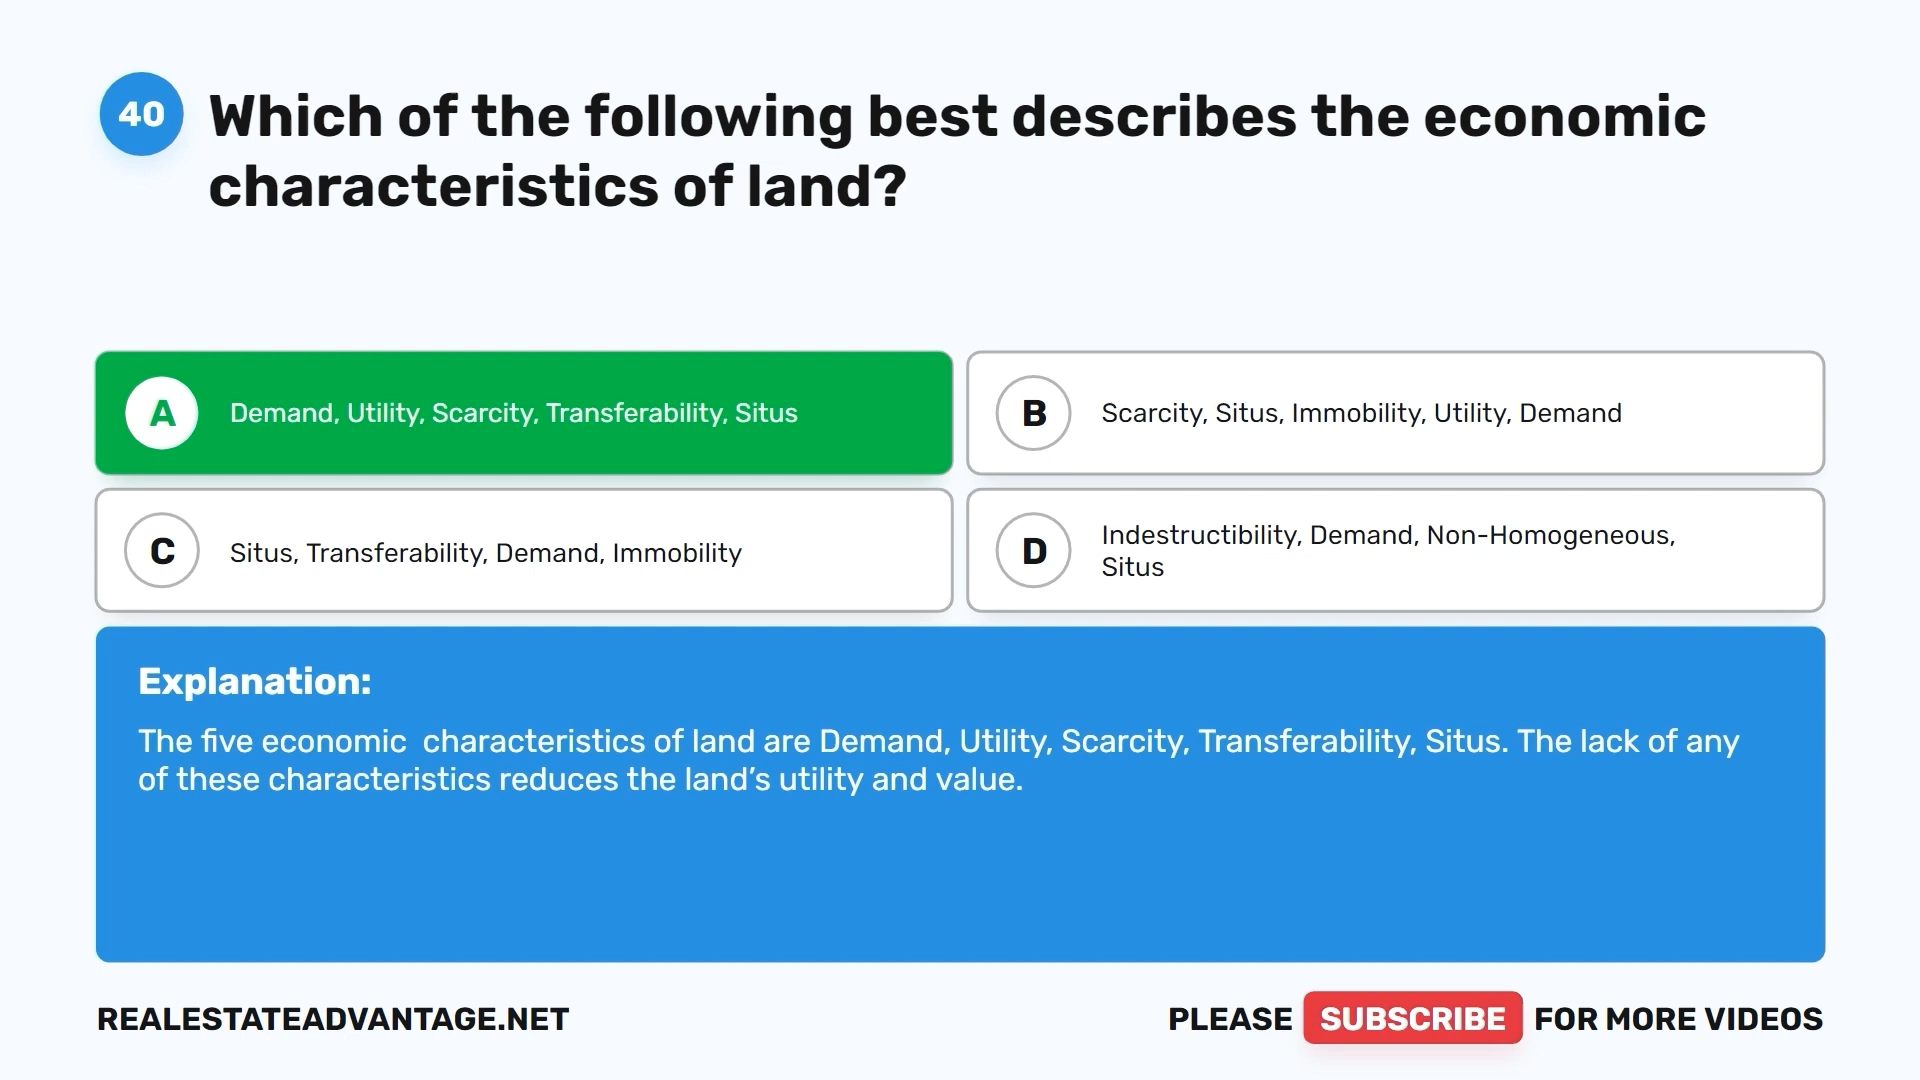 40
Which of the following best describes the economic
characteristics of land?
A
Demand, Utility, Scarcity, Transferability, Situs
B
Scarcity, Situs, Immobility, Utility, Demand
C
Situs, Transferability, Demand, Immobility
D
Indestructibility, Demand, Non-Homogeneous,
Situs
Explanation:
The five economic  characteristics of land are Demand, Utility, Scarcity, Transferability, Situs. The lack of any
of these characteristics reduces the land’s utility and value.
REALESTATEADVANTAGE.NET
PLEASE SUBSCRIBE FOR MORE VIDEOS